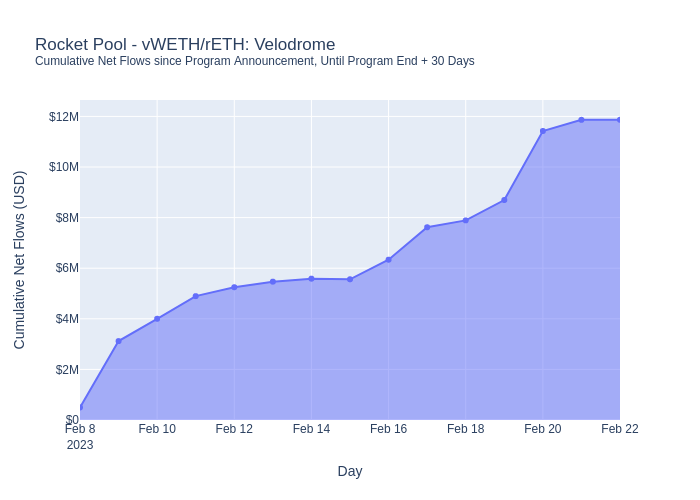 Rocket Pool - vWETH/rETH: Velodrome
Cumulative Net Flows since Program Announcement, Until Program End + 30 Days
Cumulative Net Flows (USD)
$12M
$10M
$8M
$6M
$4M
$2M
$0
Feb 8 Feb 10 Feb 12 Feb 14 Feb 16 Feb 18 Feb 20 Feb 22
2023
Day